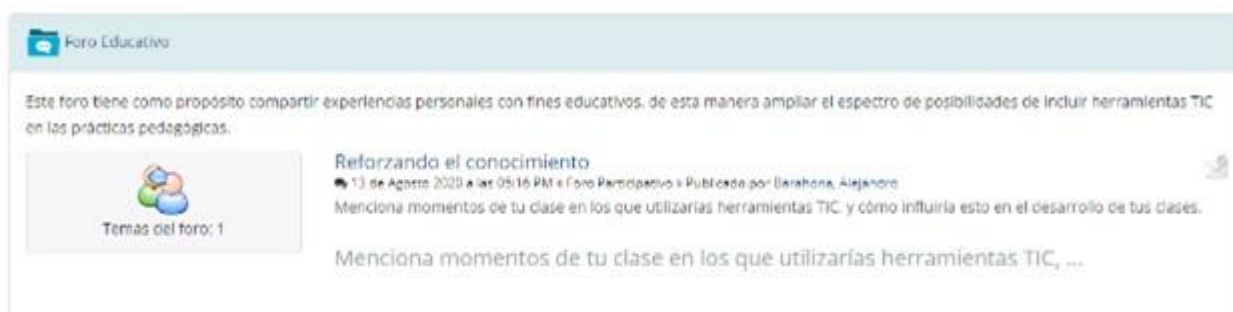 Foro Educativo
Este foro tiene como propósito compartir experiencias personales con fines educativos, de esta manera ampliar el espectro de posibilidades de incluir herramientas TIC
en las prácticas pedagógicas.
Reforzando el conocimiento
13 de Agosto 2020 a las 05:16 PM « Foro Participativo » Publicado por Barahona, Alejandro
Menciona momentos de tu clase en los que utilizarías herramientas TIC, y cómo influiría esto en el desarrollo de tus clases.
Temas del foro: 1
Menciona momentos de tu clase en los que utilizarías herramientas TIC, ...